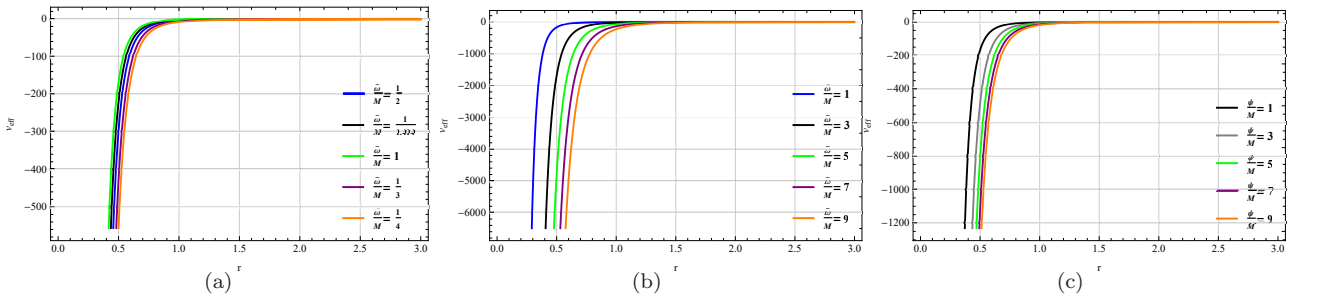 0
-100
-200
-300
-400
-500
v_eff
0.0 0.5 1.0 1.5 2.0 2.5 3.0
r
ω̃/M = 1/2
ω̃/M = 1
ω̃/M = 1/3
ω̃/M = 1/4
(a)
0
-1000
-2000
-3000
-4000
-5000
-6000
v_eff
0.0 0.5 1.0 1.5 2.0 2.5 3.0
r
ω̃/M = 1
ω̃/M = 3
ω̃/M = 5
ω̃/M = 7
ω̃/M = 9
(b)
0
-200
-400
-600
-800
-1000
-1200
v_eff
0.0 0.5 1.0 1.5 2.0 2.5 3.0
r
ψ/M = 1
ψ/M = 3
ψ/M = 5
ψ/M = 7
ψ/M = 9
(c)